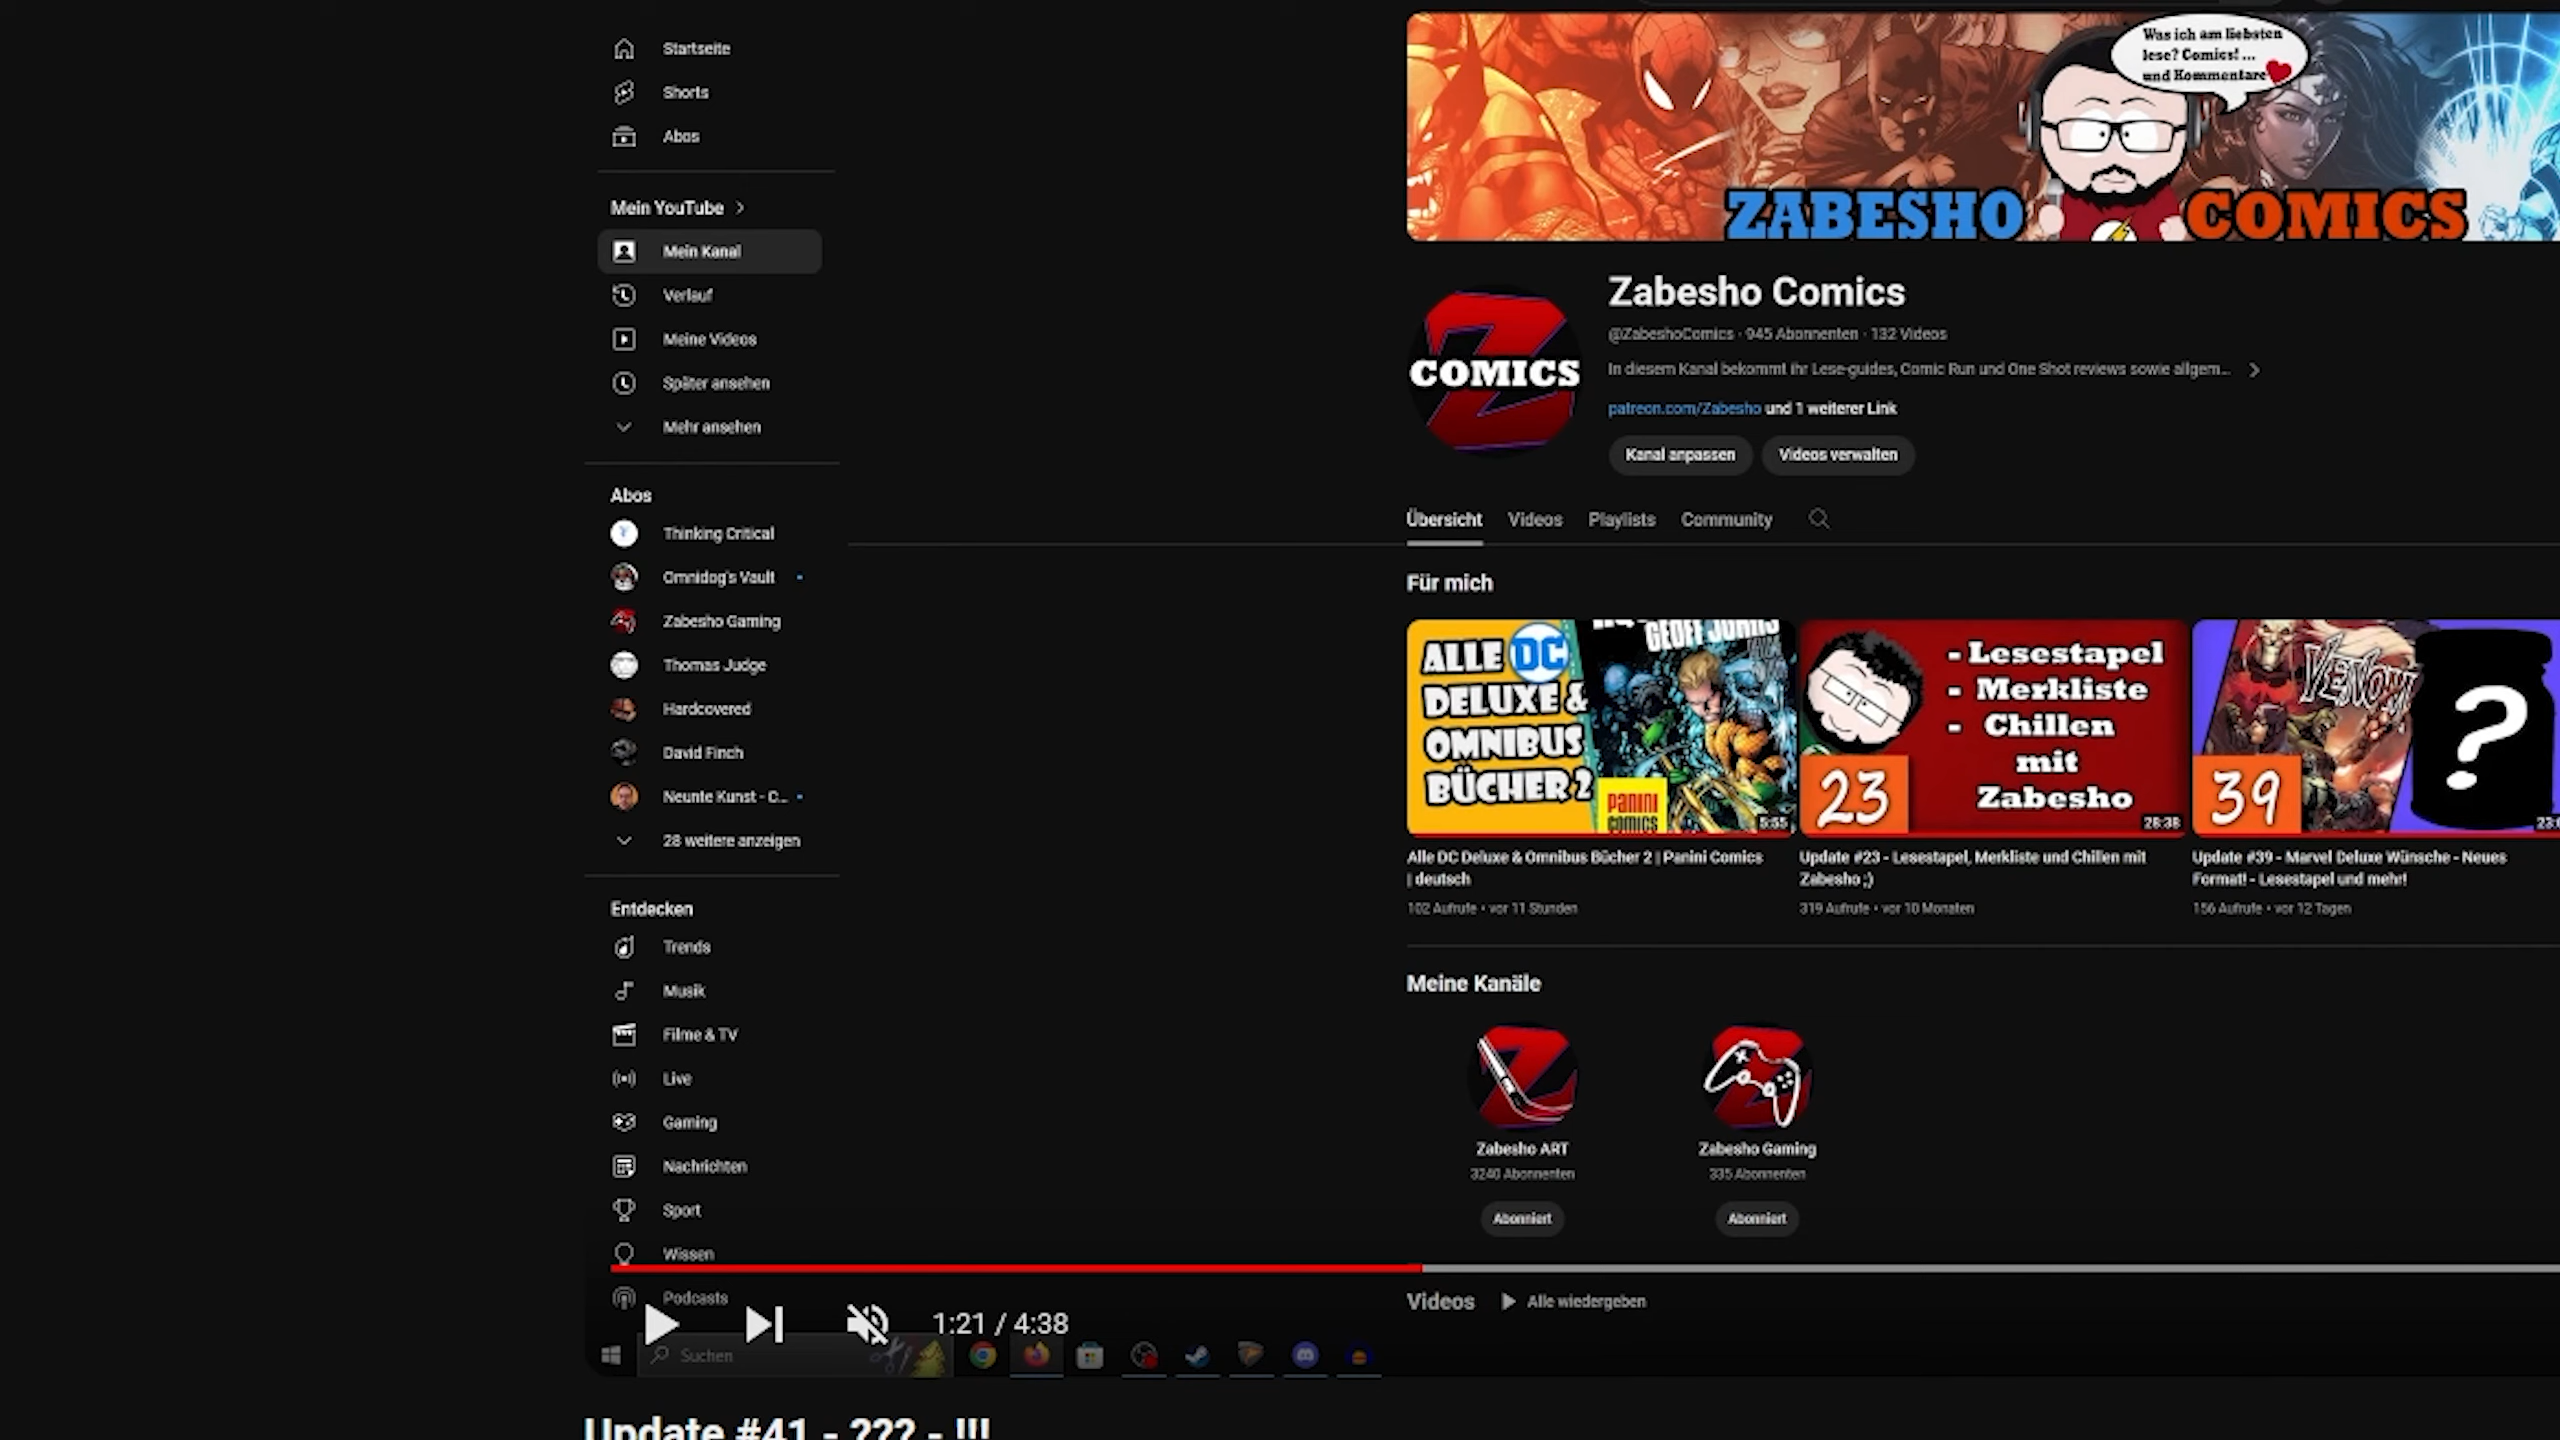 Startseite
Shorts
Abos
Mein YouTube
Mein Kanal
Verlauf
Meine Videos
Später ansehen
Mehr ansehen
Abos
Thinking Critical
Omnidog's Vault
Zabesho Gaming
Thomas Judge
Hardcovered
David Finch
Neunte Kunst - C...
28 weitere anzeigen
Entdecken
Trends
Musik
Filme & TV
Live
Gaming
Nachrichten
Sport
Wissen
Podcasts
Was ich am liebsten
lese? Comics! ...
und Kommentare
ZABESHO COMICS
COMICS
Zabesho Comics
@ZabeshoComics · 945 Abonnenten · 132 Videos
In diesem Kanal bekommt ihr Lese-guides, Comic Run und One Shot reviews sowie allgem...
patreon.com/Zabesho und 1 weiterer Link
Kanal anpassen Videos verwalten
Übersicht Videos Playlists Community
Für mich
ALLE DC
DELUXE &
OMNIBUS
BÜCHER 2
GEOFF JOHNS
PANINI
COMICS
5:55
- Lesestapel
- Merkliste
- Chillen
mit
Zabesho
23
28:38
VENOM
?
39
Alle DC Deluxe & Omnibus Bücher 2 | Panini Comics
| deutsch
102 Aufrufe • vor 11 Stunden
Update #23 - Lesestapel, Merkliste und Chillen mit
Zabesho ;)
319 Aufrufe • vor 10 Monaten
Update #39 - Marvel Deluxe Wünsche - Neues
Format! - Lesestapel und mehr!
156 Aufrufe • vor 12 Tagen
Meine Kanäle
Zabesho ART
3240 Abonnenten
Abonniert
Zabesho Gaming
335 Abonnenten
Abonniert
Videos Alle wiedergeben
1:21 / 4:38
Suchen
Update #41 - ??? - !!!